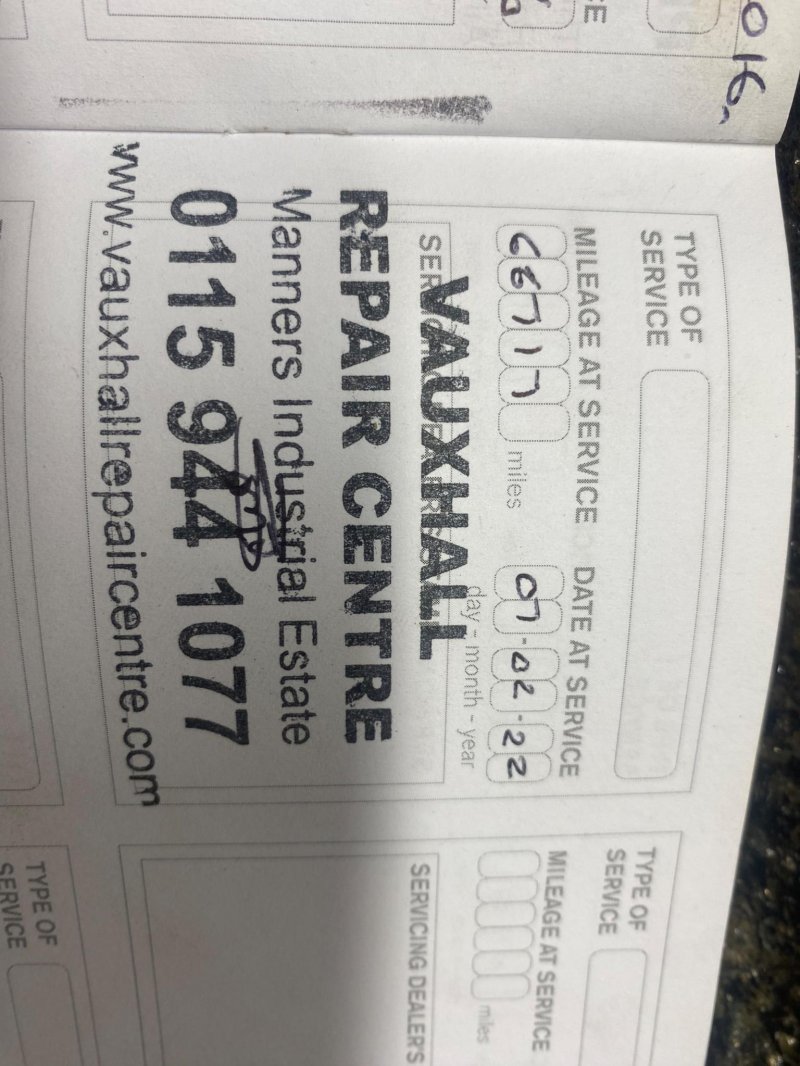 016.
E
TYPE OF
SERVICE
MILEAGE AT SERVICE
DATE AT SERVICE
66717
miles
07-02-22
day - month - year
VAUXHALL
REPAIR CENTRE
Manners Industrial Estate
0115 944 1077
www.vauxhallrepaircentre.com
TYPE OF
SERVICE
MILEAGE AT SERVICE
miles
SERVICING DEALER'S
TYPE OF
SERVICE